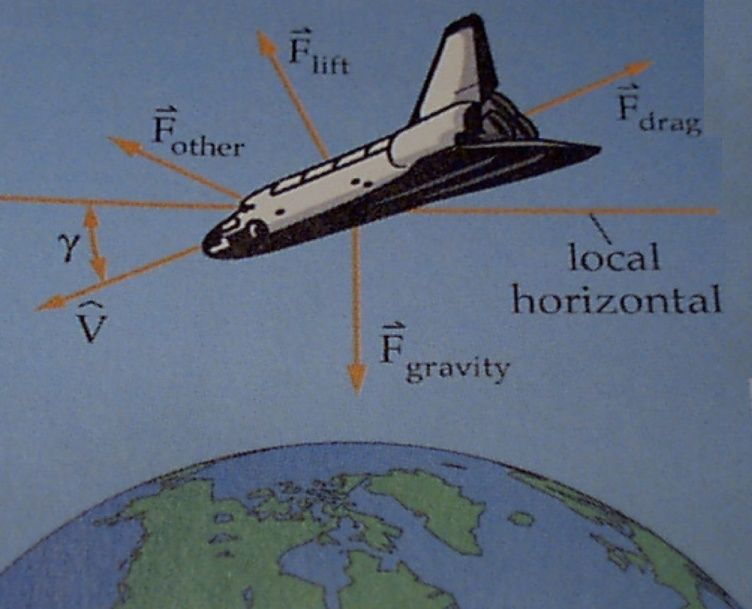 F⃗lift
F⃗drag
F⃗other
γ
local
horizontal
V̂
F⃗gravity